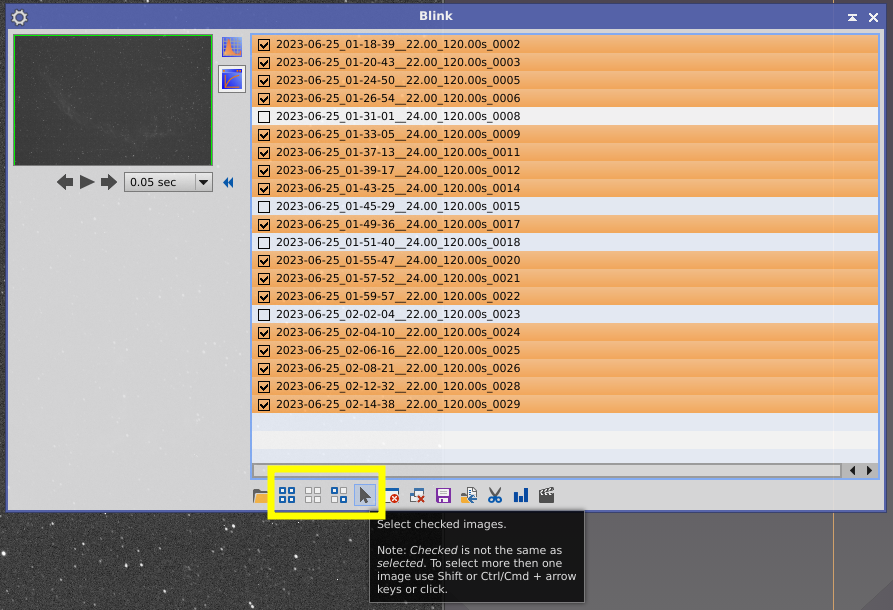 Blink
2023-06-25_01-18-39__22.00_120.00s_0002
2023-06-25_01-20-43__22.00_120.00s_0003
2023-06-25_01-24-50__22.00_120.00s_0005
2023-06-25_01-26-54__22.00_120.00s_0006
2023-06-25_01-31-01__24.00_120.00s_0008
2023-06-25_01-33-05__24.00_120.00s_0009
2023-06-25_01-37-13__24.00_120.00s_0011
2023-06-25_01-39-17__24.00_120.00s_0012
2023-06-25_01-43-25__24.00_120.00s_0014
2023-06-25_01-45-29__24.00_120.00s_0015
2023-06-25_01-49-36__24.00_120.00s_0017
2023-06-25_01-51-40__24.00_120.00s_0018
2023-06-25_01-55-47__24.00_120.00s_0020
2023-06-25_01-57-52__24.00_120.00s_0021
2023-06-25_01-59-57__22.00_120.00s_0022
2023-06-25_02-02-04__22.00_120.00s_0023
2023-06-25_02-04-10__22.00_120.00s_0024
2023-06-25_02-06-16__22.00_120.00s_0025
2023-06-25_02-08-21__22.00_120.00s_0026
2023-06-25_02-12-32__22.00_120.00s_0028
2023-06-25_02-14-38__22.00_120.00s_0029
0.05 sec
Select checked images.
Note: Checked is not the same as
selected. To select more then one
image use Shift or Ctrl/Cmd + arrow
keys or click.